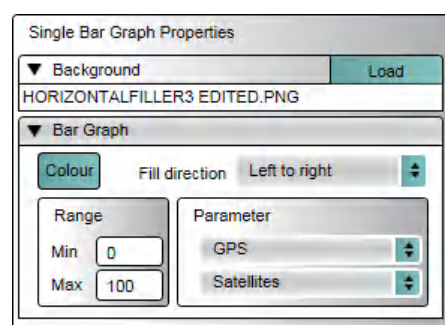 Single Bar Graph Properties
▼ Background Load
HORIZONTALFILLER3 EDITED.PNG
▼ Bar Graph
Colour Fill direction Left to right
Range Parameter
Min 0 GPS
Max 100 Satellites